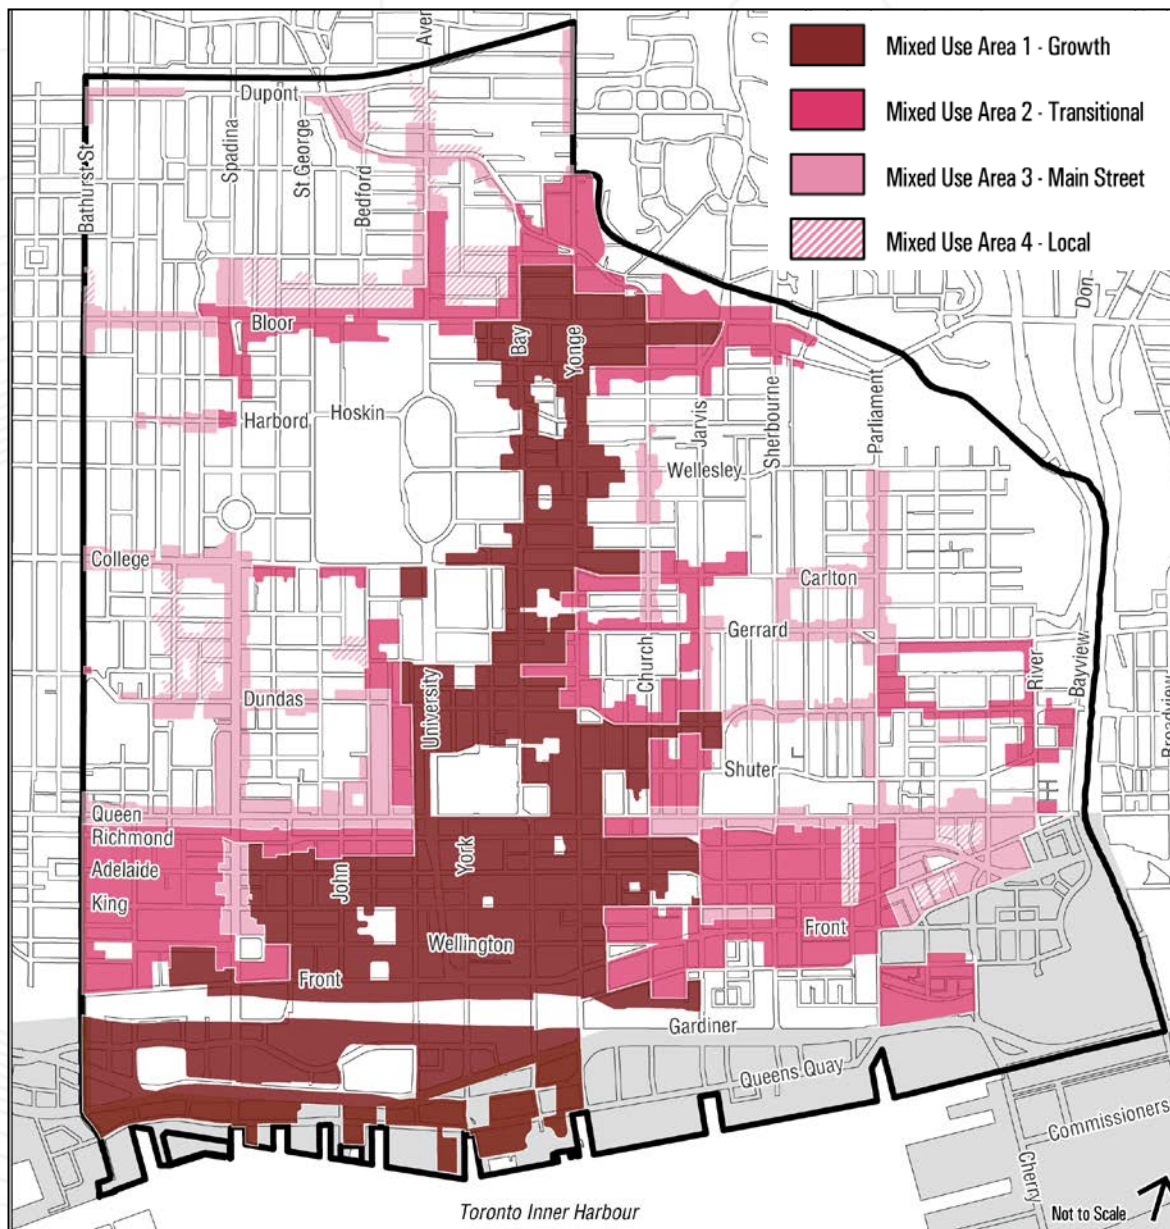 Mixed Use Area 1 - Growth
Mixed Use Area 2 - Transitional
Mixed Use Area 3 - Main Street
Mixed Use Area 4 - Local
Aver
Dupont
Bathurst St
Spadina
St George
Bedford
Don
Bloor
Bay
Yonge
Harbord
Hoskin
Jarvis
Sherbourne
Parliament
Wellesley
College
Carlton
Gerrard
Church
River
Bayview
Broadview
Dundas
University
Shuter
Queen
Richmond
Adelaide
King
John
York
Wellington
Front
Front
Gardiner
Queens Quay
Commissioners
Cherry
Toronto Inner Harbour
Not to Scale